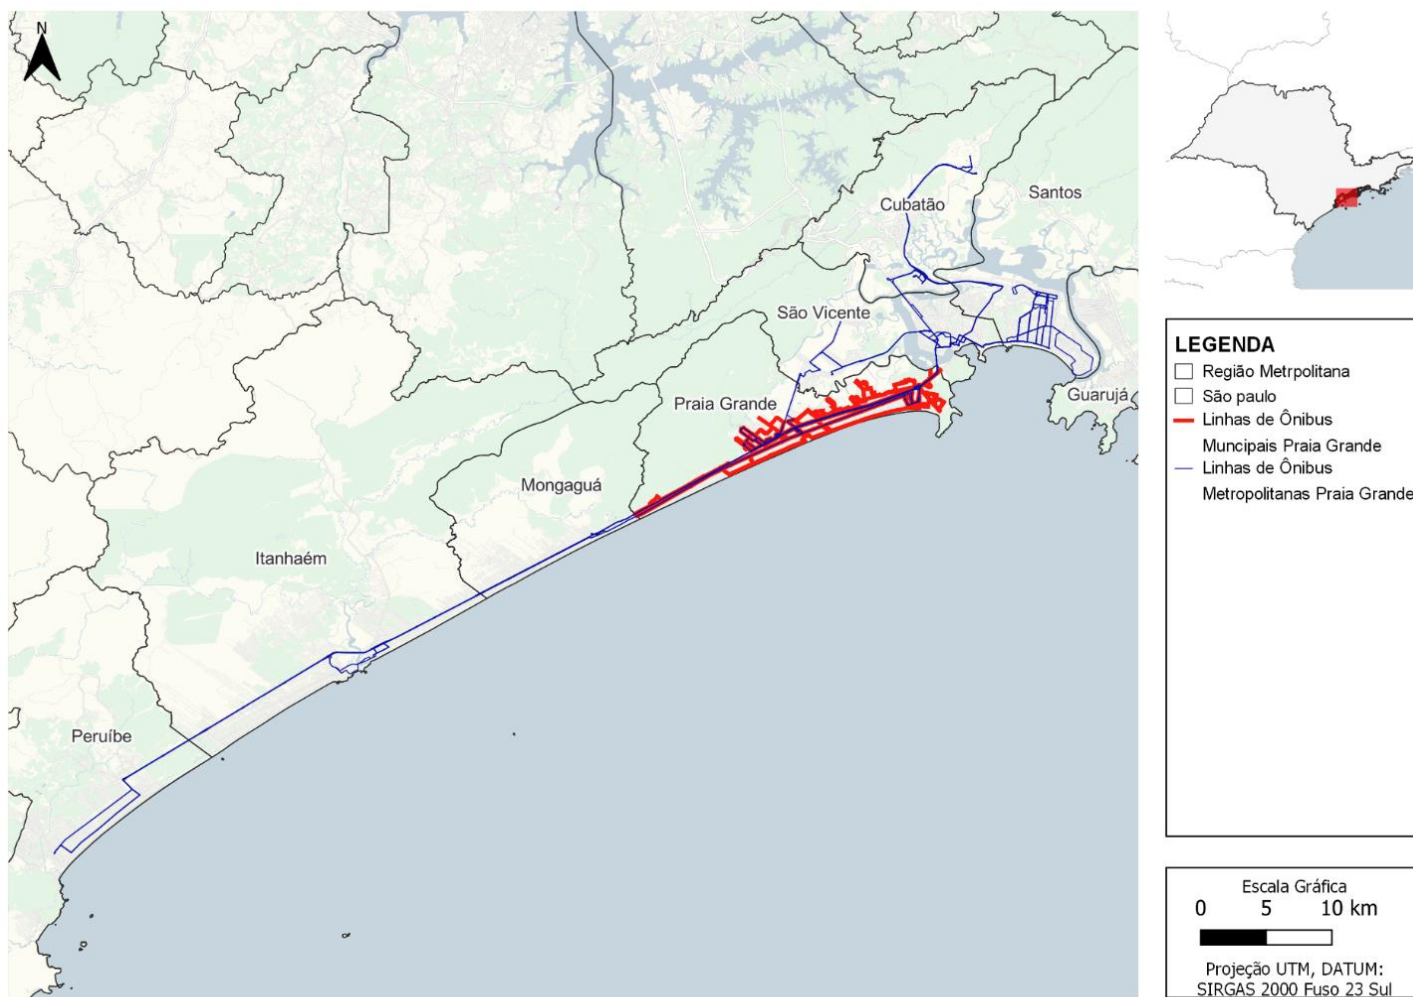 N
Cubatão
Santos
São Vicente
Guarujá
Praia Grande
Mongaguá
Itanhaém
Peruíbe
LEGENDA
Região Metrpolitana
São paulo
Linhas de Ônibus
Muncipais Praia Grande
Linhas de Ônibus
Metropolitanas Praia Grande
Escala Gráfica
0 5 10 km
Projeção UTM, DATUM:
SIRGAS 2000 Fuso 23 Sul